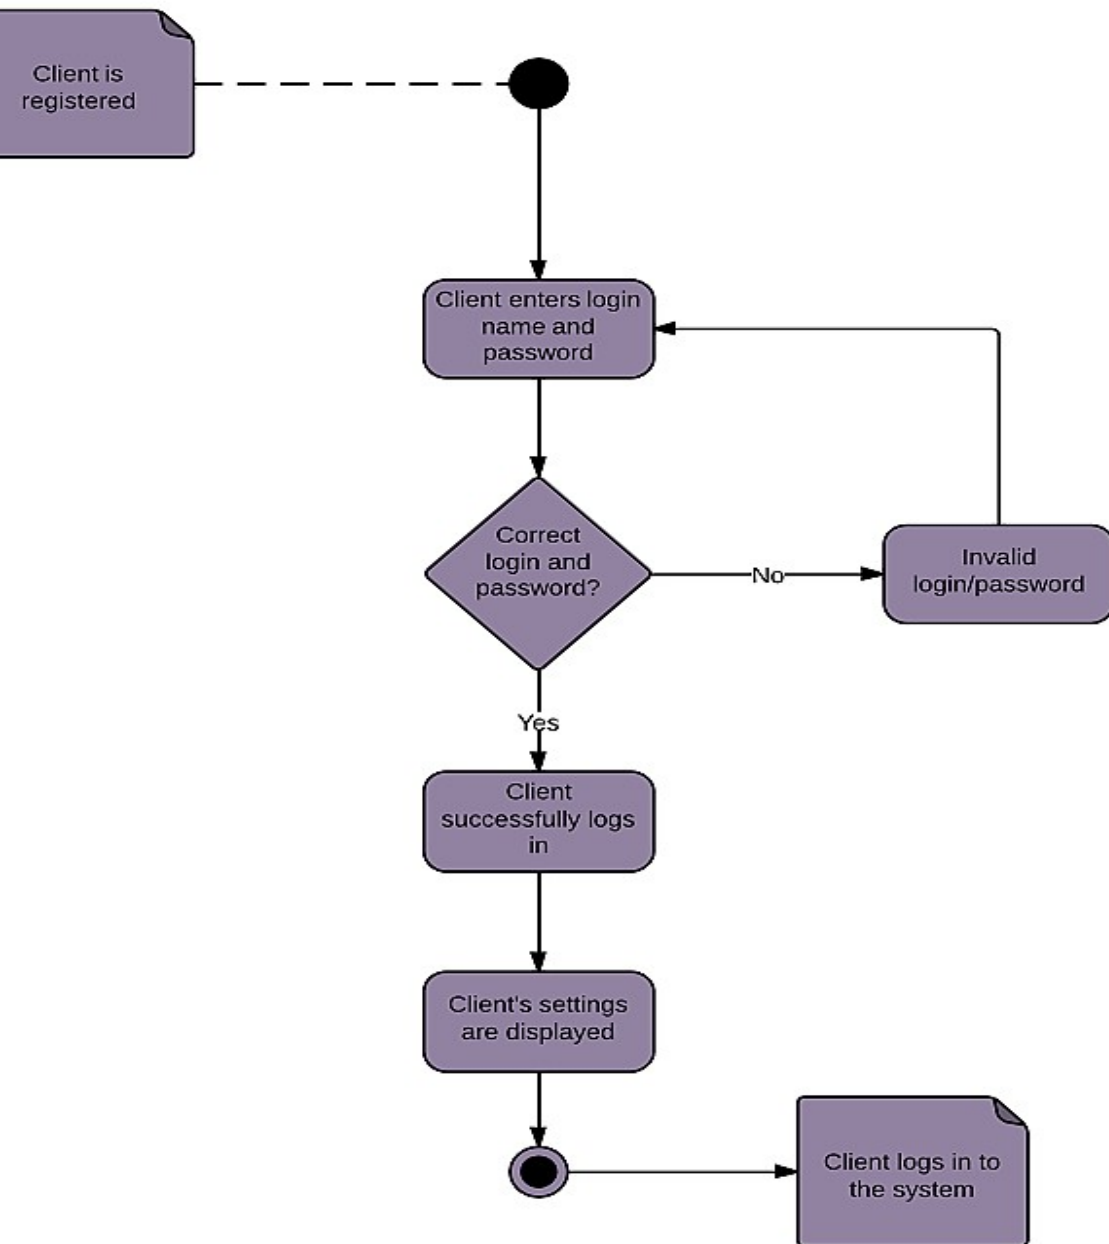 Client is
registered
Client enters login
name and
password
Correct
login and
password?
No
Invalid
login/password
Yes
Client
successfully logs
in
Client's settings
are displayed
Client logs in to
the system